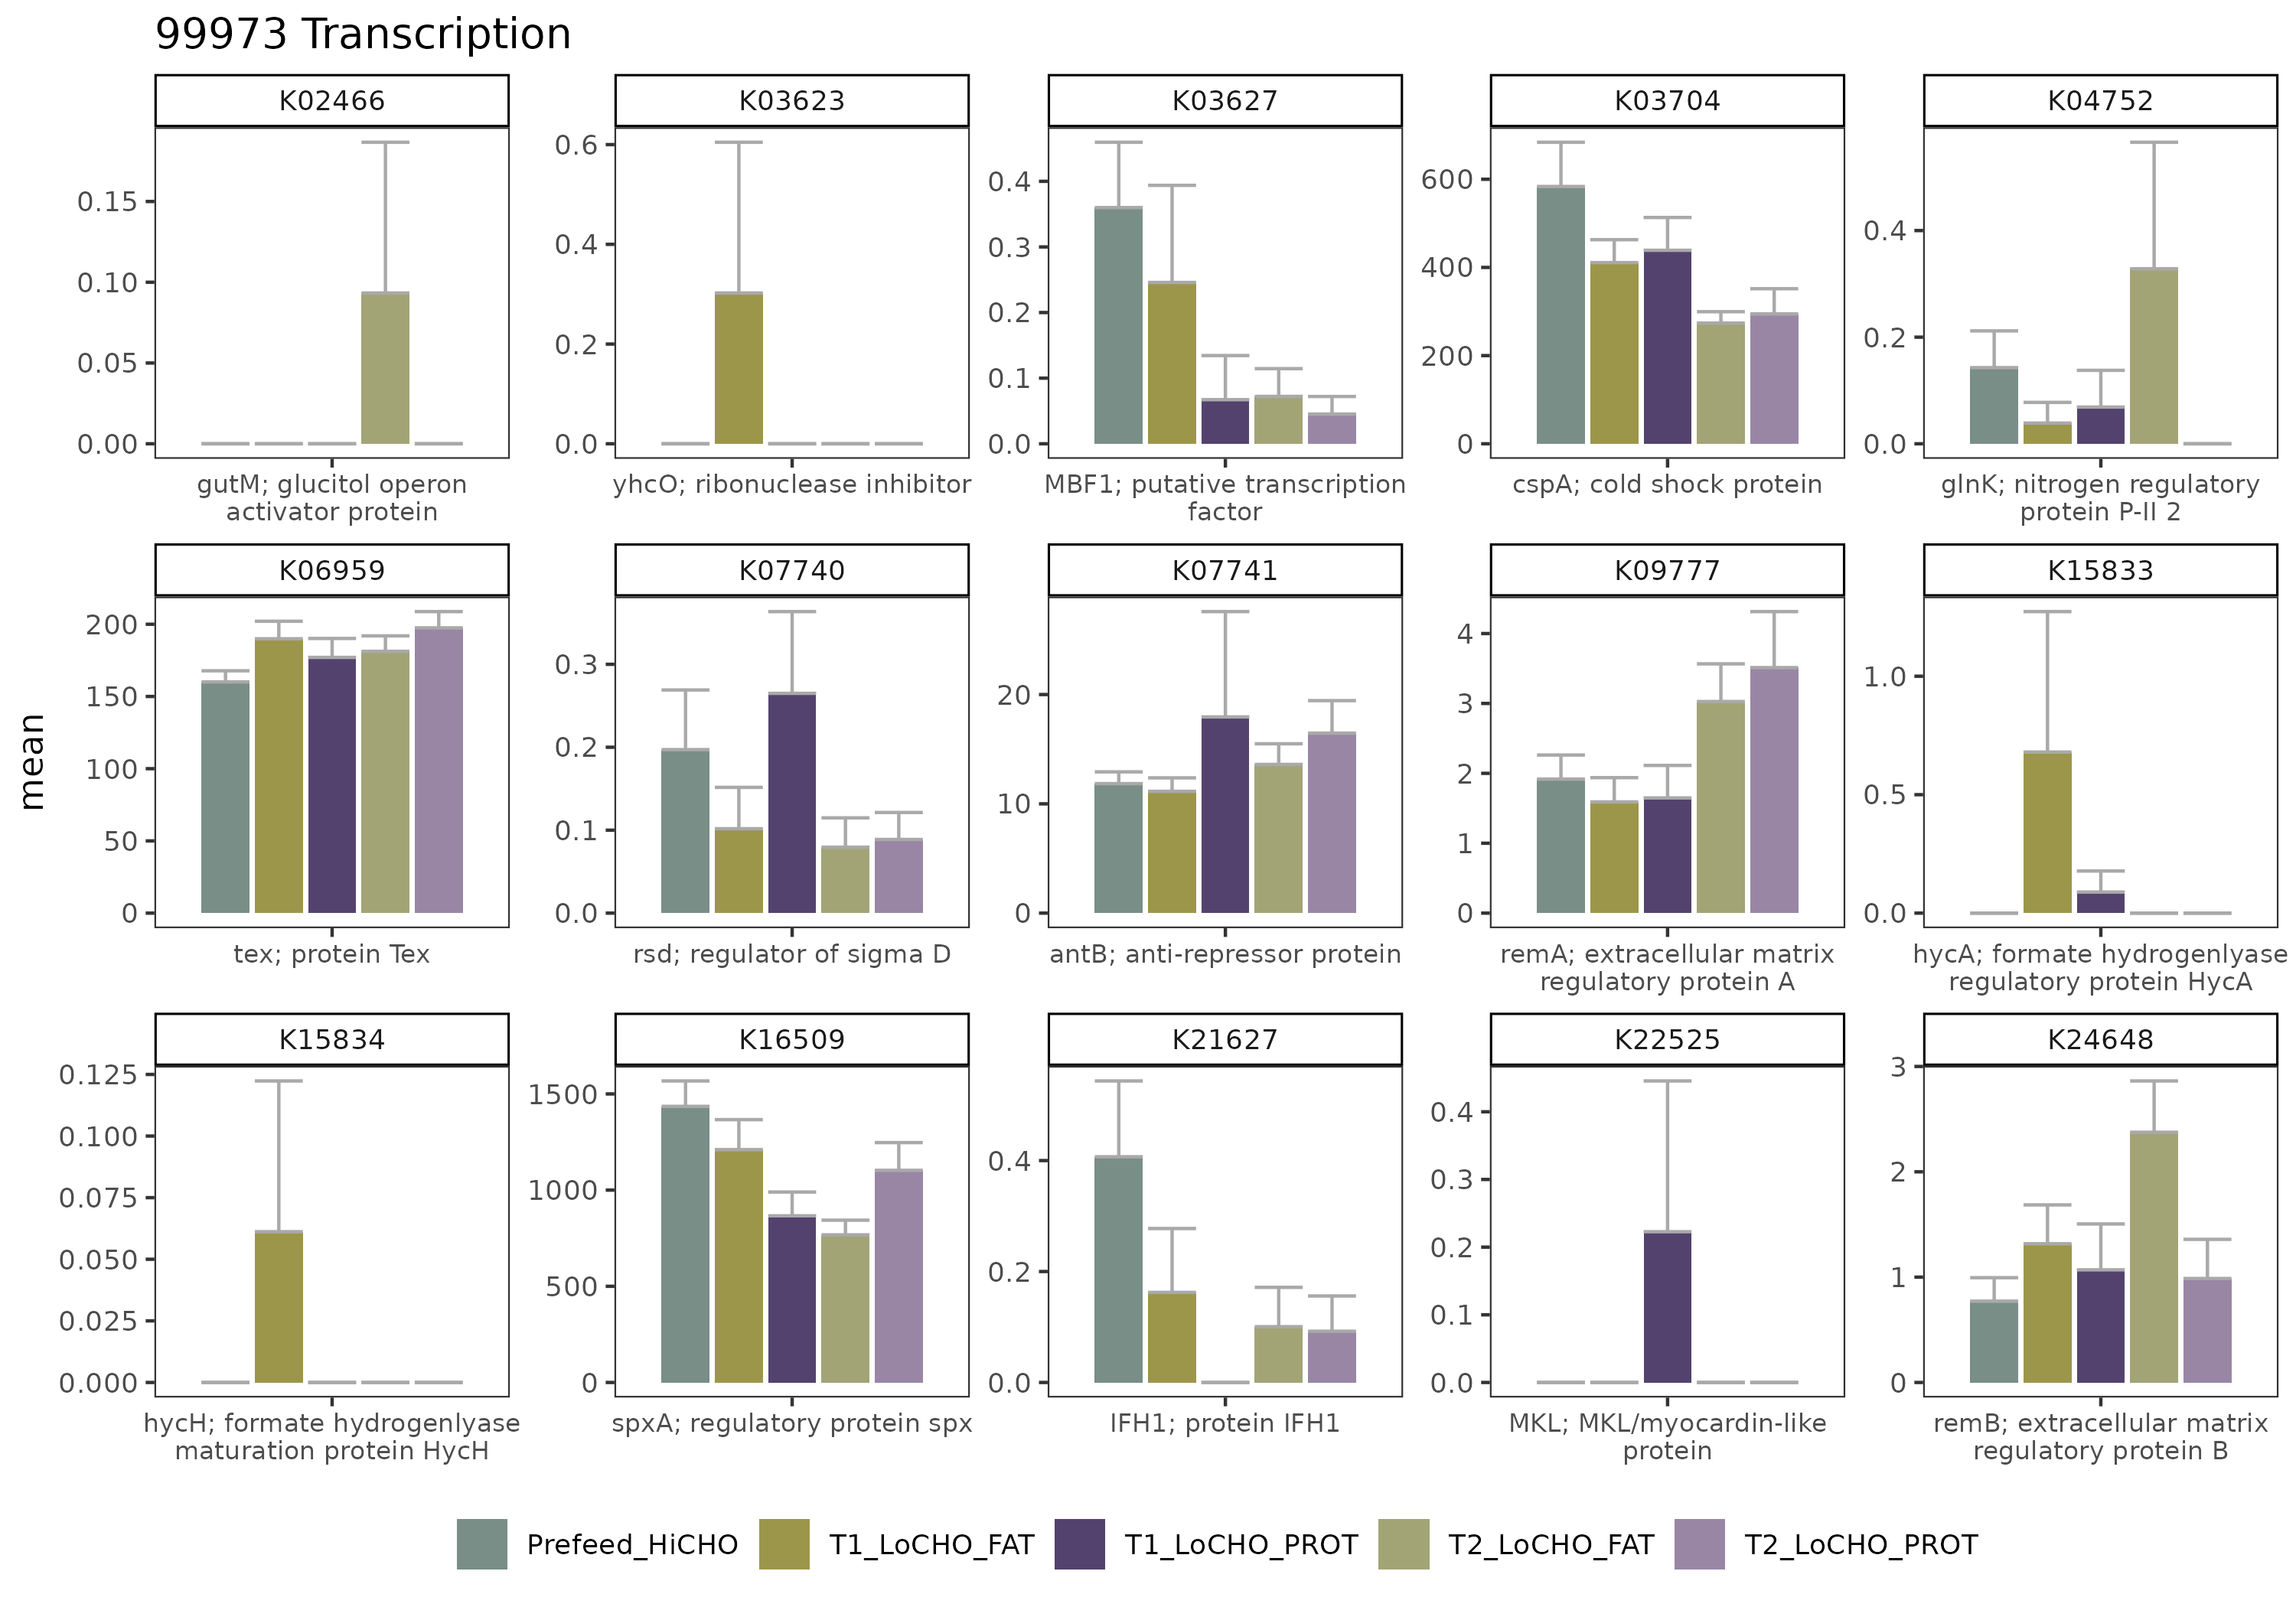 99973 Transcription
K02466
K03623
K03627
K03704
K04752
0.15
0.10
0.05
0.00
0.6
0.4
0.2
0.0
0.4
0.3
0.2
0.1
0.0
600
400
200
0
0.4
0.2
0.0
gutM; glucitol operon
activator protein
yhcO; ribonuclease inhibitor
MBF1; putative transcription
factor
cspA; cold shock protein
glnK; nitrogen regulatory
protein P-II 2
mean
K06959
K07740
K07741
K09777
K15833
200
150
100
50
0
0.3
0.2
0.1
0.0
20
10
0
4
3
2
1
0
1.0
0.5
0.0
tex; protein Tex
rsd; regulator of sigma D
antB; anti-repressor protein
remA; extracellular matrix
regulatory protein A
hycA; formate hydrogenlyase
regulatory protein HycA
K15834
K16509
K21627
K22525
K24648
0.125
0.100
0.075
0.050
0.025
0.000
1500
1000
500
0
0.4
0.2
0.0
0.4
0.3
0.2
0.1
0.0
3
2
1
0
hycH; formate hydrogenlyase
maturation protein HycH
spxA; regulatory protein spx
IFH1; protein IFH1
MKL; MKL/myocardin-like
protein
remB; extracellular matrix
regulatory protein B
Prefeed_HiCHO
T1_LoCHO_FAT
T1_LoCHO_PROT
T2_LoCHO_FAT
T2_LoCHO_PROT